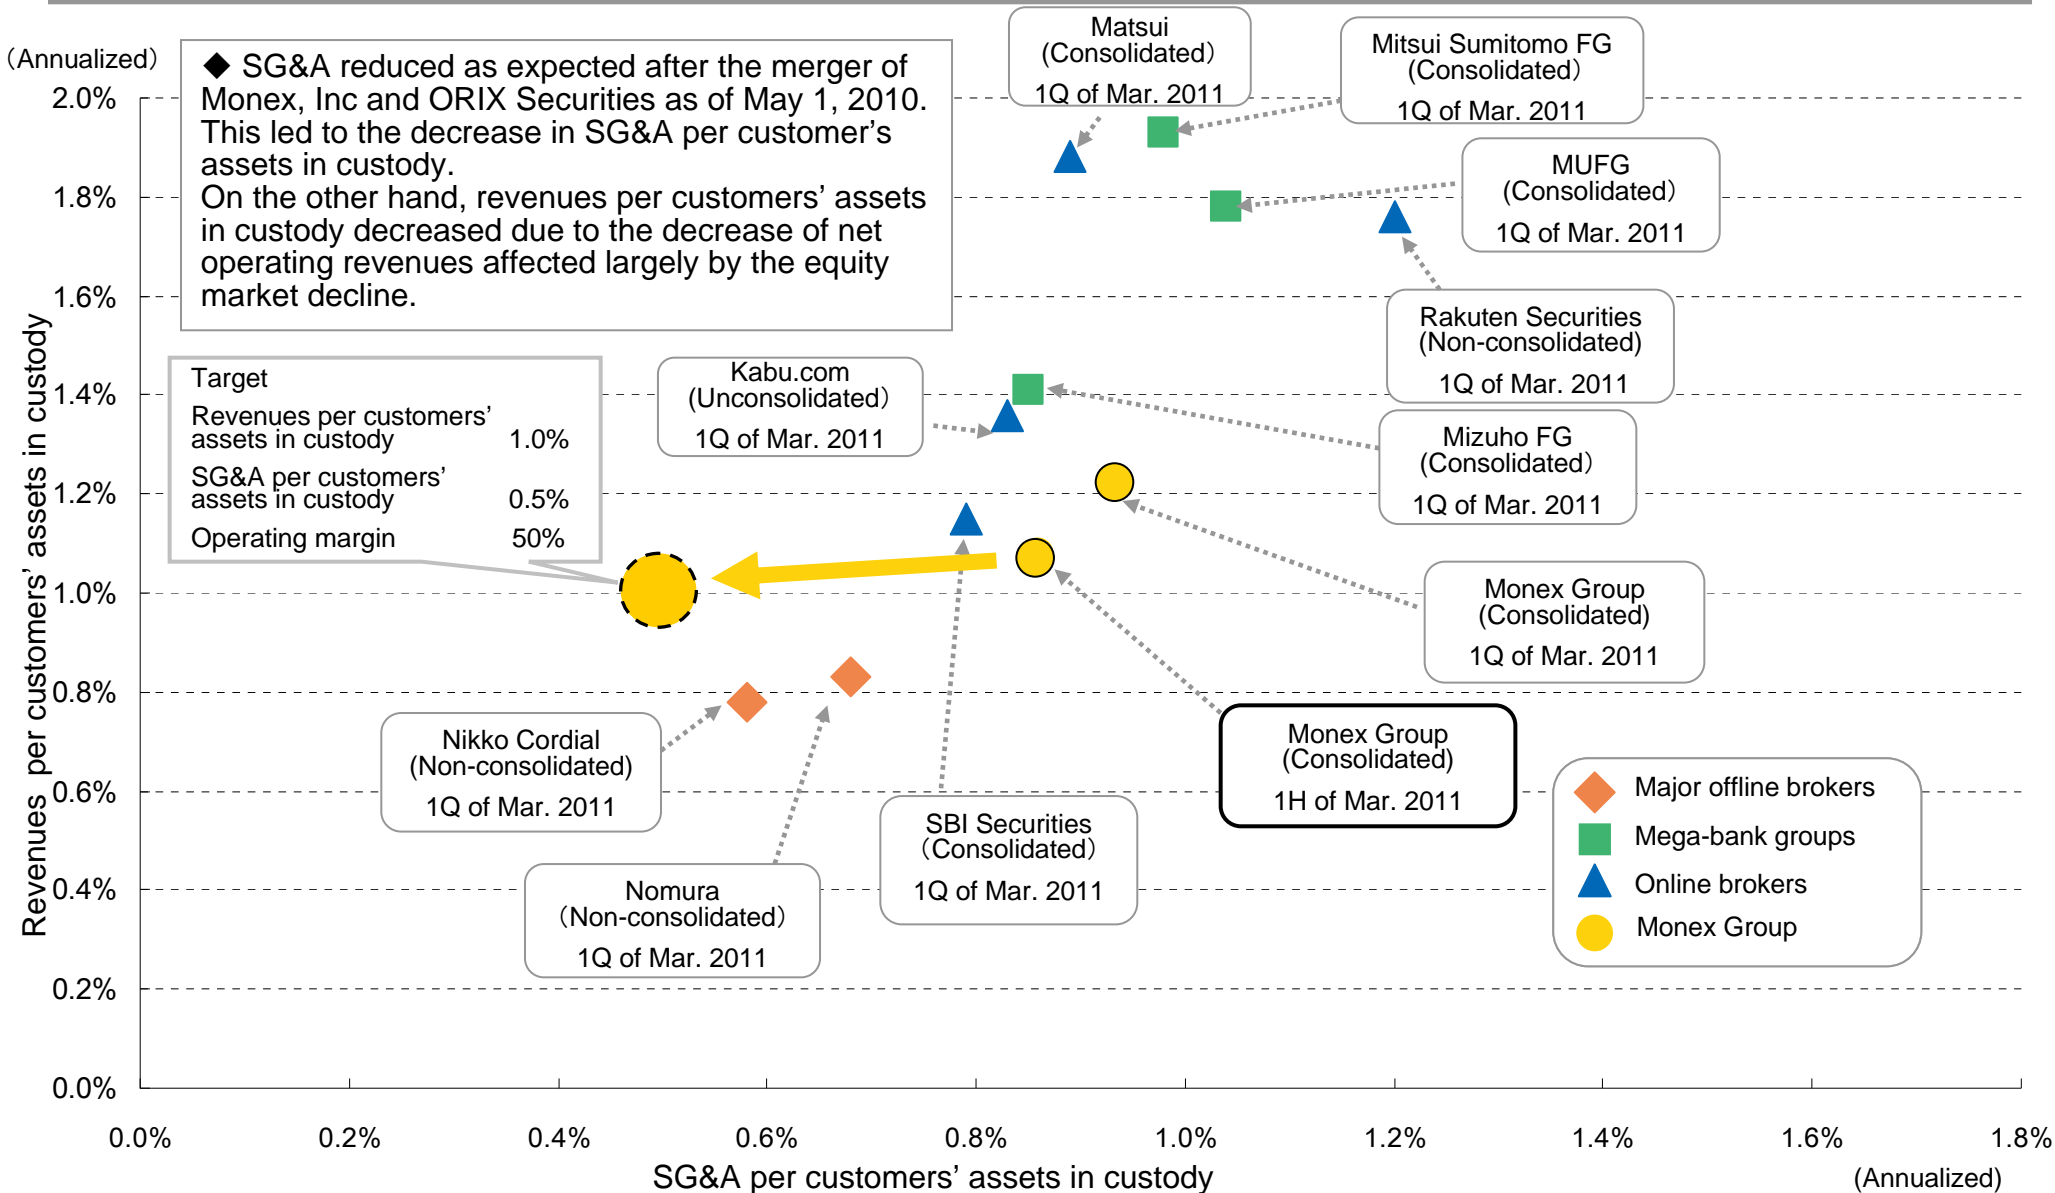 （Annualized）
◆ SG&A reduced as expected after the merger of
Monex, Inc and ORIX Securities as of May 1, 2010.
This led to the decrease in SG&A per customer’s
assets in custody.
On the other hand, revenues per customers’ assets
in custody decreased due to the decrease of net
operating revenues affected largely by the equity
market decline.
Matsui
(Consolidated）
1Q of Mar. 2011
Mitsui Sumitomo FG
(Consolidated）
1Q of Mar. 2011
MUFG
(Consolidated）
1Q of Mar. 2011
Rakuten Securities
(Non-consolidated)
1Q of Mar. 2011
Target
Revenues per customers’
assets in custody 1.0%
SG&A per customers’
assets in custody 0.5%
Operating margin 50%
Kabu.com
(Unconsolidated）
1Q of Mar. 2011
Mizuho FG
(Consolidated）
1Q of Mar. 2011
Monex Group
(Consolidated)
1Q of Mar. 2011
Monex Group
(Consolidated)
1H of Mar. 2011
Nikko Cordial
(Non-consolidated)
1Q of Mar. 2011
Nomura
（Non-consolidated）
1Q of Mar. 2011
SBI Securities
（Consolidated）
1Q of Mar. 2011
Major offline brokers
Mega-bank groups
Online brokers
Monex Group
Revenues per customers’ assets in custody
2.0%
1.8%
1.6%
1.4%
1.2%
1.0%
0.8%
0.6%
0.4%
0.2%
0.0%
0.0% 0.2% 0.4% 0.6% 0.8% 1.0% 1.2% 1.4% 1.6% 1.8%
SG&A per customers’ assets in custody
(Annualized)